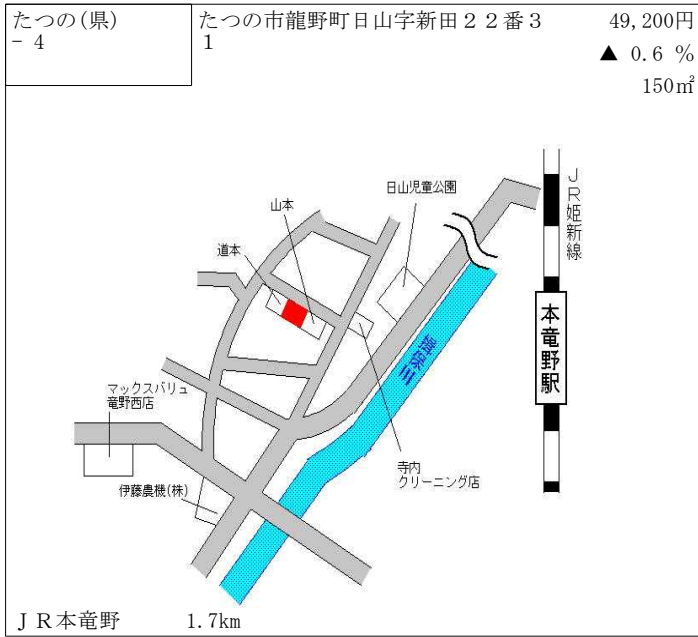 たつの(県)
- 4
たつの市龍野町日山字新田２２番３
1
49,200円
▲ 0.6 %
150㎡
ＪＲ姫新線
日山児童公園
山本
道本
本竜野駅
揖保川
マックスバリュ
竜野西店
寺内
クリーニング店
伊藤農機(株)
ＪＲ本竜野 1.7km